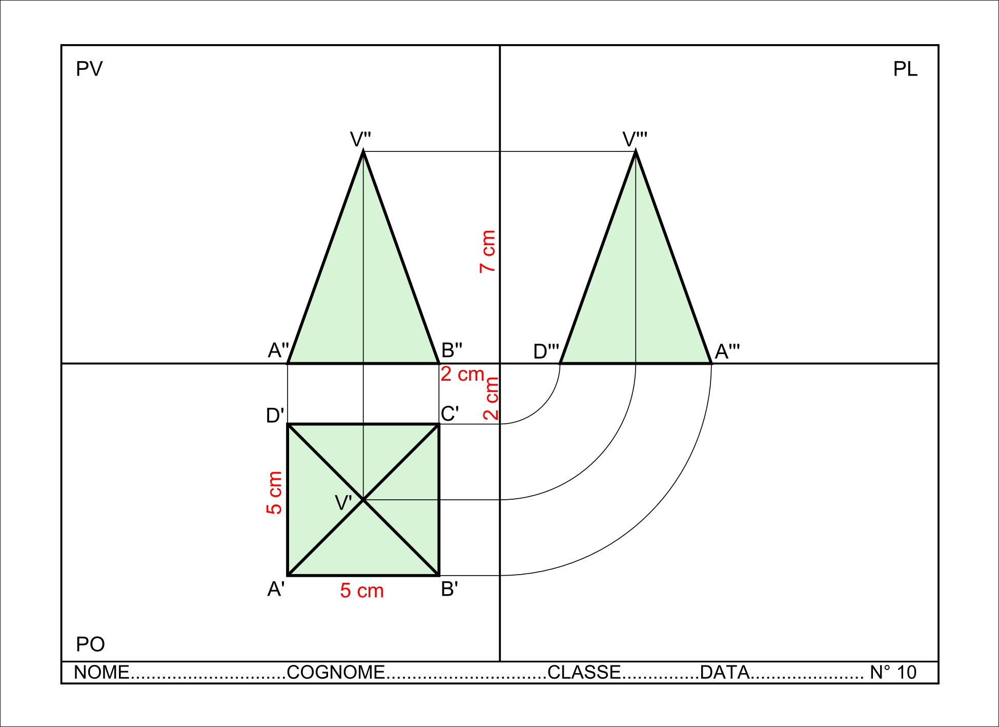 PV
PL
V"
V'''
7 cm
A"
B"
D'''
A'''
2 cm
2 cm
D'
C'
5 cm
V'
A'
5 cm
B'
PO
NOME..............................COGNOME...............................CLASSE...............DATA...................... N° 10